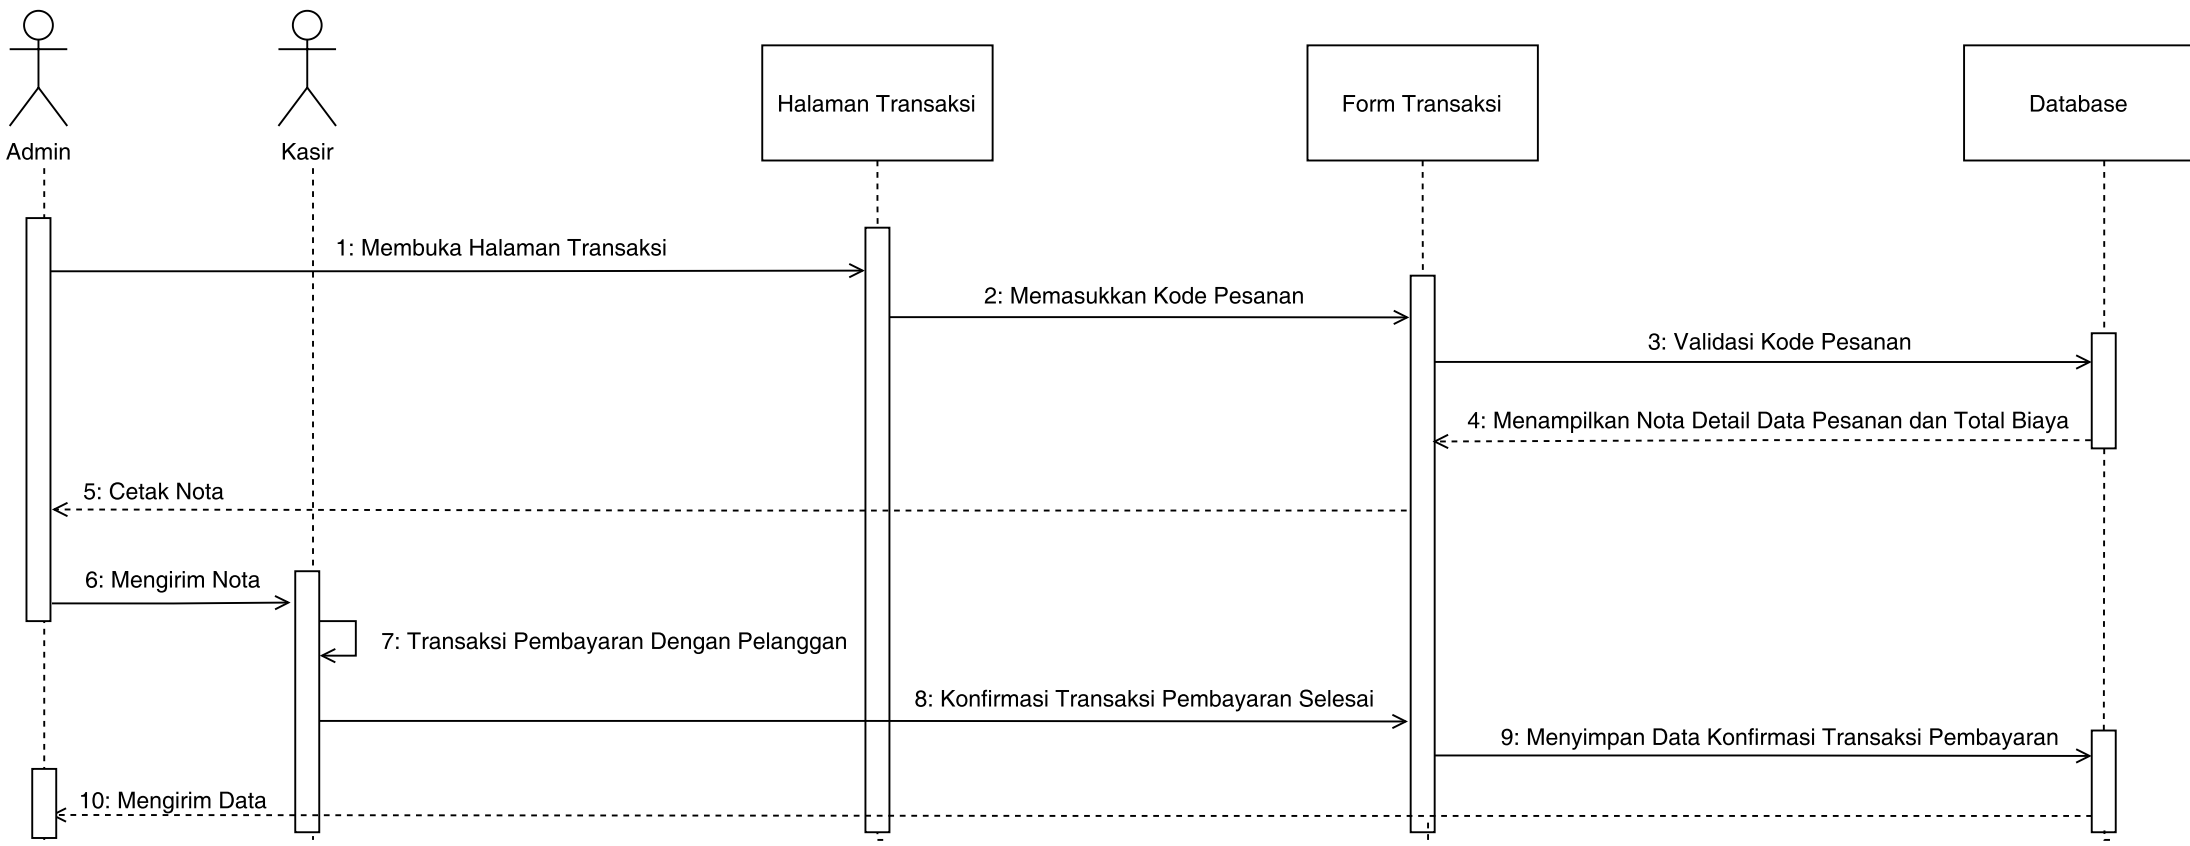 Admin
Kasir
Halaman Transaksi
Form Transaksi
Database
1: Membuka Halaman Transaksi
2: Memasukkan Kode Pesanan
3: Validasi Kode Pesanan
4: Menampilkan Nota Detail Data Pesanan dan Total Biaya
5: Cetak Nota
6: Mengirim Nota
7: Transaksi Pembayaran Dengan Pelanggan
8: Konfirmasi Transaksi Pembayaran Selesai
9: Menyimpan Data Konfirmasi Transaksi Pembayaran
10: Mengirim Data